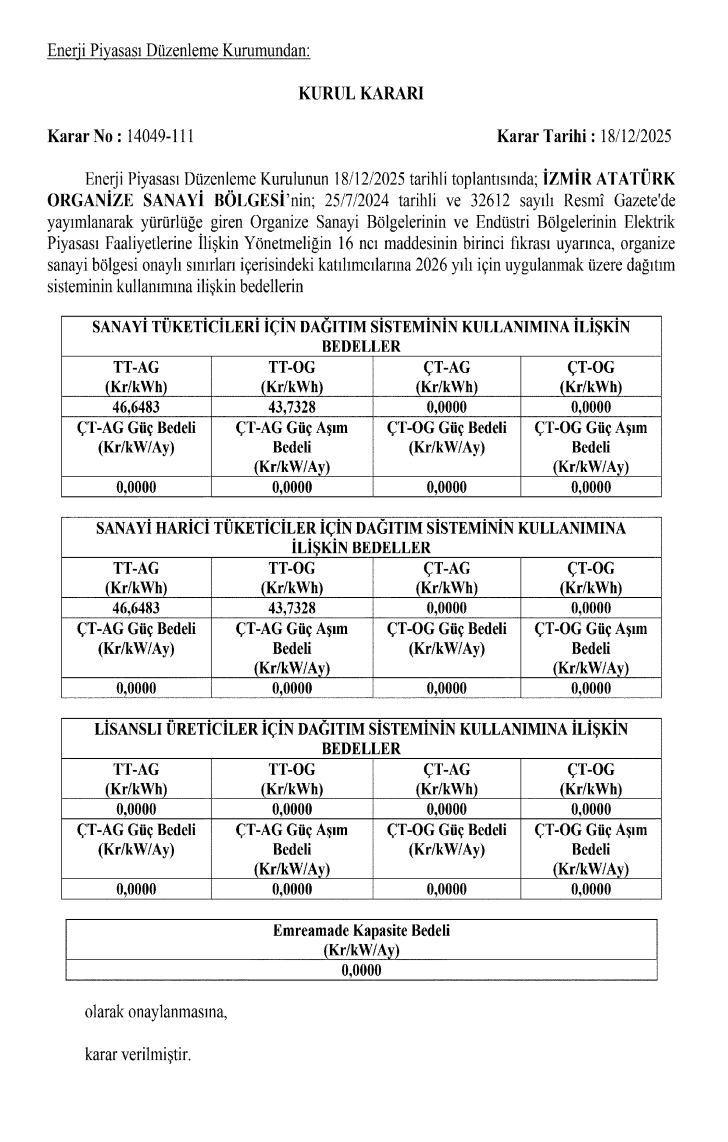 Enerji Piyasası Düzenleme Kurumundan:
KURUL KARARI
Karar No : 14049-111 Karar Tarihi : 18/12/2025
Enerji Piyasası Düzenleme Kurulunun 18/12/2025 tarihli toplantısında; İZMİR ATATÜRK
ORGANİZE SANAYİ BÖLGESİ'nin; 25/7/2024 tarihli ve 32612 sayılı Resmî Gazete'de
yayımlanarak yürürlüğe giren Organize Sanayi Bölgelerinin ve Endüstri Bölgelerinin Elektrik
Piyasası Faaliyetlerine İlişkin Yönetmeliğin 16 ncı maddesinin birinci fıkrası uyarınca, organize
sanayi bölgesi onaylı sınırları içerisindeki katılımcılarına 2026 yılı için uygulanmak üzere dağıtım
sisteminin kullanımına ilişkin bedellerin
SANAYİ TÜKETİCİLERİ İÇİN DAĞITIM SİSTEMİNİN KULLANIMINA İLİŞKİN
BEDELLER
TT-AG TT-OG ÇT-AG ÇT-OG
(Kr/kWh) (Kr/kWh) (Kr/kWh) (Kr/kWh)
46,6483 43,7328 0,0000 0,0000
ÇT-AG Güç Bedeli ÇT-AG Güç Aşım ÇT-OG Güç Bedeli ÇT-OG Güç Aşım
(Kr/kW/Ay) Bedeli (Kr/kW/Ay) Bedeli
(Kr/kW/Ay) (Kr/kW/Ay)
0,0000 0,0000 0,0000 0,0000
SANAYİ HARİCİ TÜKETİCİLER İÇİN DAĞITIM SİSTEMİNİN KULLANIMINA
İLİŞKİN BEDELLER
TT-AG TT-OG ÇT-AG ÇT-OG
(Kr/kWh) (Kr/kWh) (Kr/kWh) (Kr/kWh)
46,6483 43,7328 0,0000 0,0000
ÇT-AG Güç Bedeli ÇT-AG Güç Aşım ÇT-OG Güç Bedeli ÇT-OG Güç Aşım
(Kr/kW/Ay) Bedeli (Kr/kW/Ay) Bedeli
(Kr/kW/Ay) (Kr/kW/Ay)
0,0000 0,0000 0,0000 0,0000
LİSANSLI ÜRETİCİLER İÇİN DAĞITIM SİSTEMİNİN KULLANIMINA İLİŞKİN
BEDELLER
TT-AG TT-OG ÇT-AG ÇT-OG
(Kr/kWh) (Kr/kWh) (Kr/kWh) (Kr/kWh)
0,0000 0,0000 0,0000 0,0000
ÇT-AG Güç Bedeli ÇT-AG Güç Aşım ÇT-OG Güç Bedeli ÇT-OG Güç Aşım
(Kr/kW/Ay) Bedeli (Kr/kW/Ay) Bedeli
(Kr/kW/Ay) (Kr/kW/Ay)
0,0000 0,0000 0,0000 0,0000
Emreamade Kapasite Bedeli
(Kr/kW/Ay)
0,0000
olarak onaylanmasına,
karar verilmiştir.